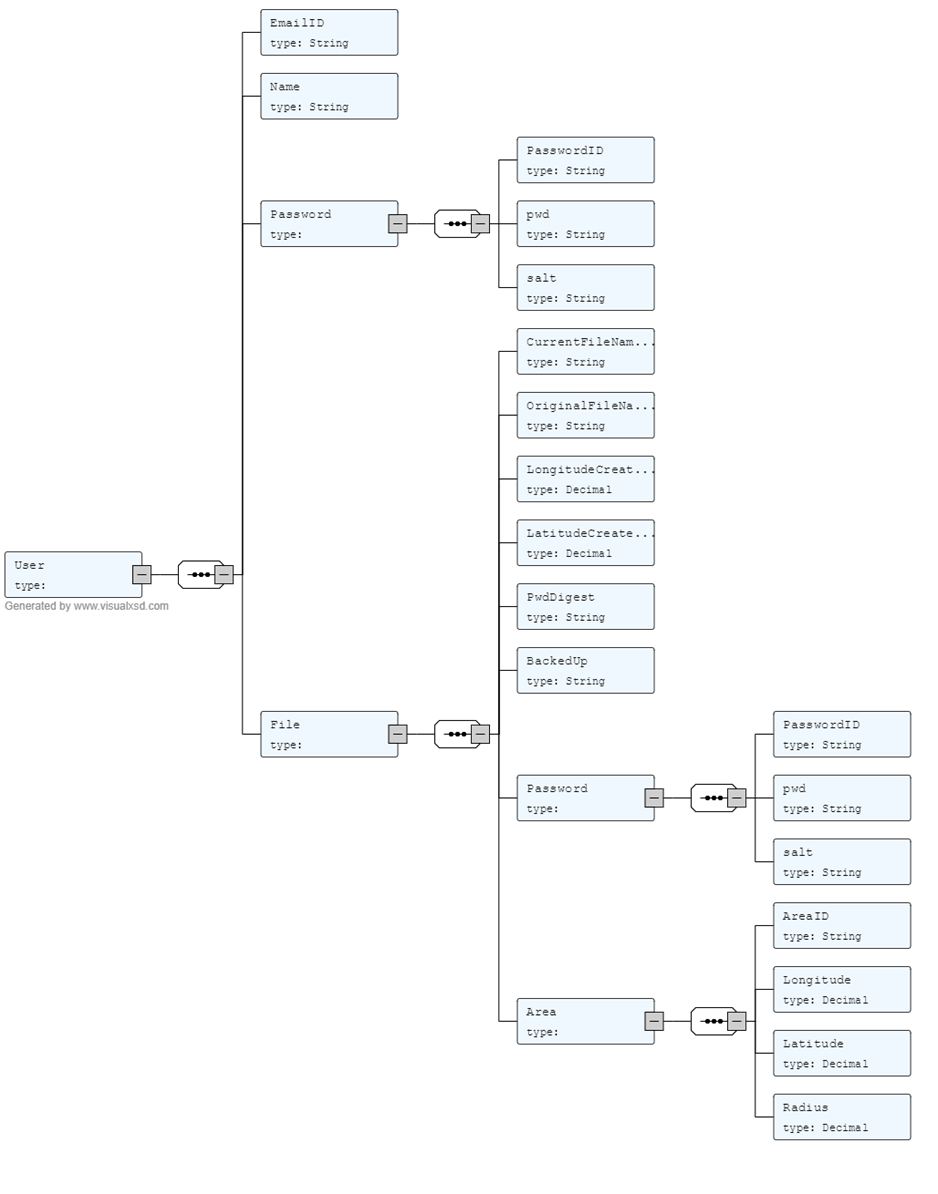 EmailID
type: String
Name
type: String
PasswordID
type: String
Password
type:
pwd
type: String
salt
type: String
CurrentFileNam...
type: String
OriginalFileNa...
type: String
LongitudeCreat...
type: Decimal
LatitudeCreate...
type: Decimal
User
type:
Generated by www.visualxsd.com
PwdDigest
type: String
BackedUp
type: String
File
type:
PasswordID
type: String
Password
type:
pwd
type: String
salt
type: String
AreaID
type: String
Longitude
type: Decimal
Area
type:
Latitude
type: Decimal
Radius
type: Decimal